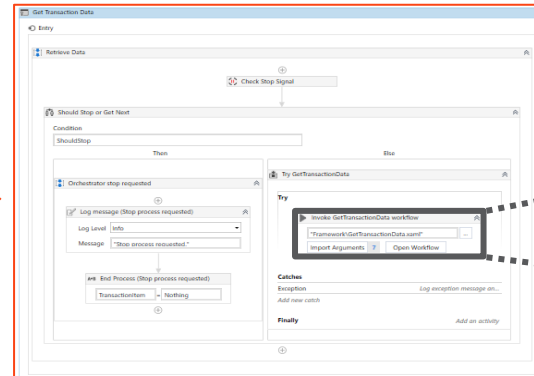 Get Transaction Data
Entry
Retrieve Data
Check Stop Signal
Should Stop or Get Next
Condition
ShouldStop
Then
Else
Orchestrator stop requested
Try GetTransactionData
Log message (Stop process requested)
Try
Invoke GetTransactionData workflow
Log Level
Info
"Framework\GetTransactionData.xaml"
...
Message
"Stop process requested."
Import Arguments
7
Open Workflow
End Process (Stop process requested)
Catches
TransactionItem
=
Nothing
Exception
Log exception message an...
Add new catch
Finally
Add an activity